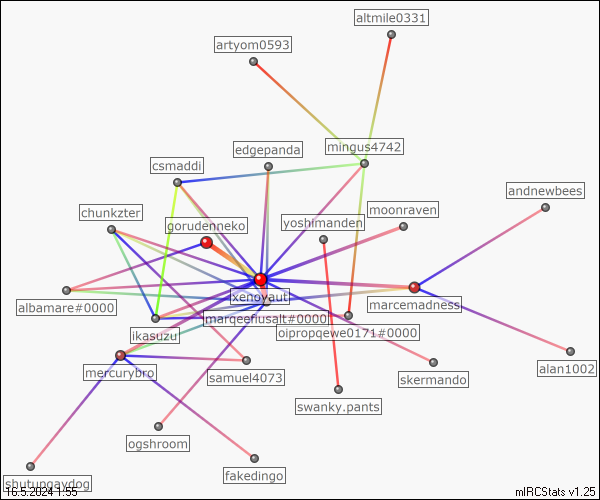 altmile0331
artyom0593
mingus4742
edgepanda
csmaddi
andnewbees
chunkzter
moonraven
gorudenneko
yoshimanden
xenoyaut
albamare#0000
marcemadness
marqeefusalt#0000
oipropqewe0171#0000
ikasuzu
mercurybro
samuel4073
skermando
alan1002
swanky.pants
ogshroom
fakedingo
shutupgaydog
16.5.2024 1:55
mIRCStats v1.25